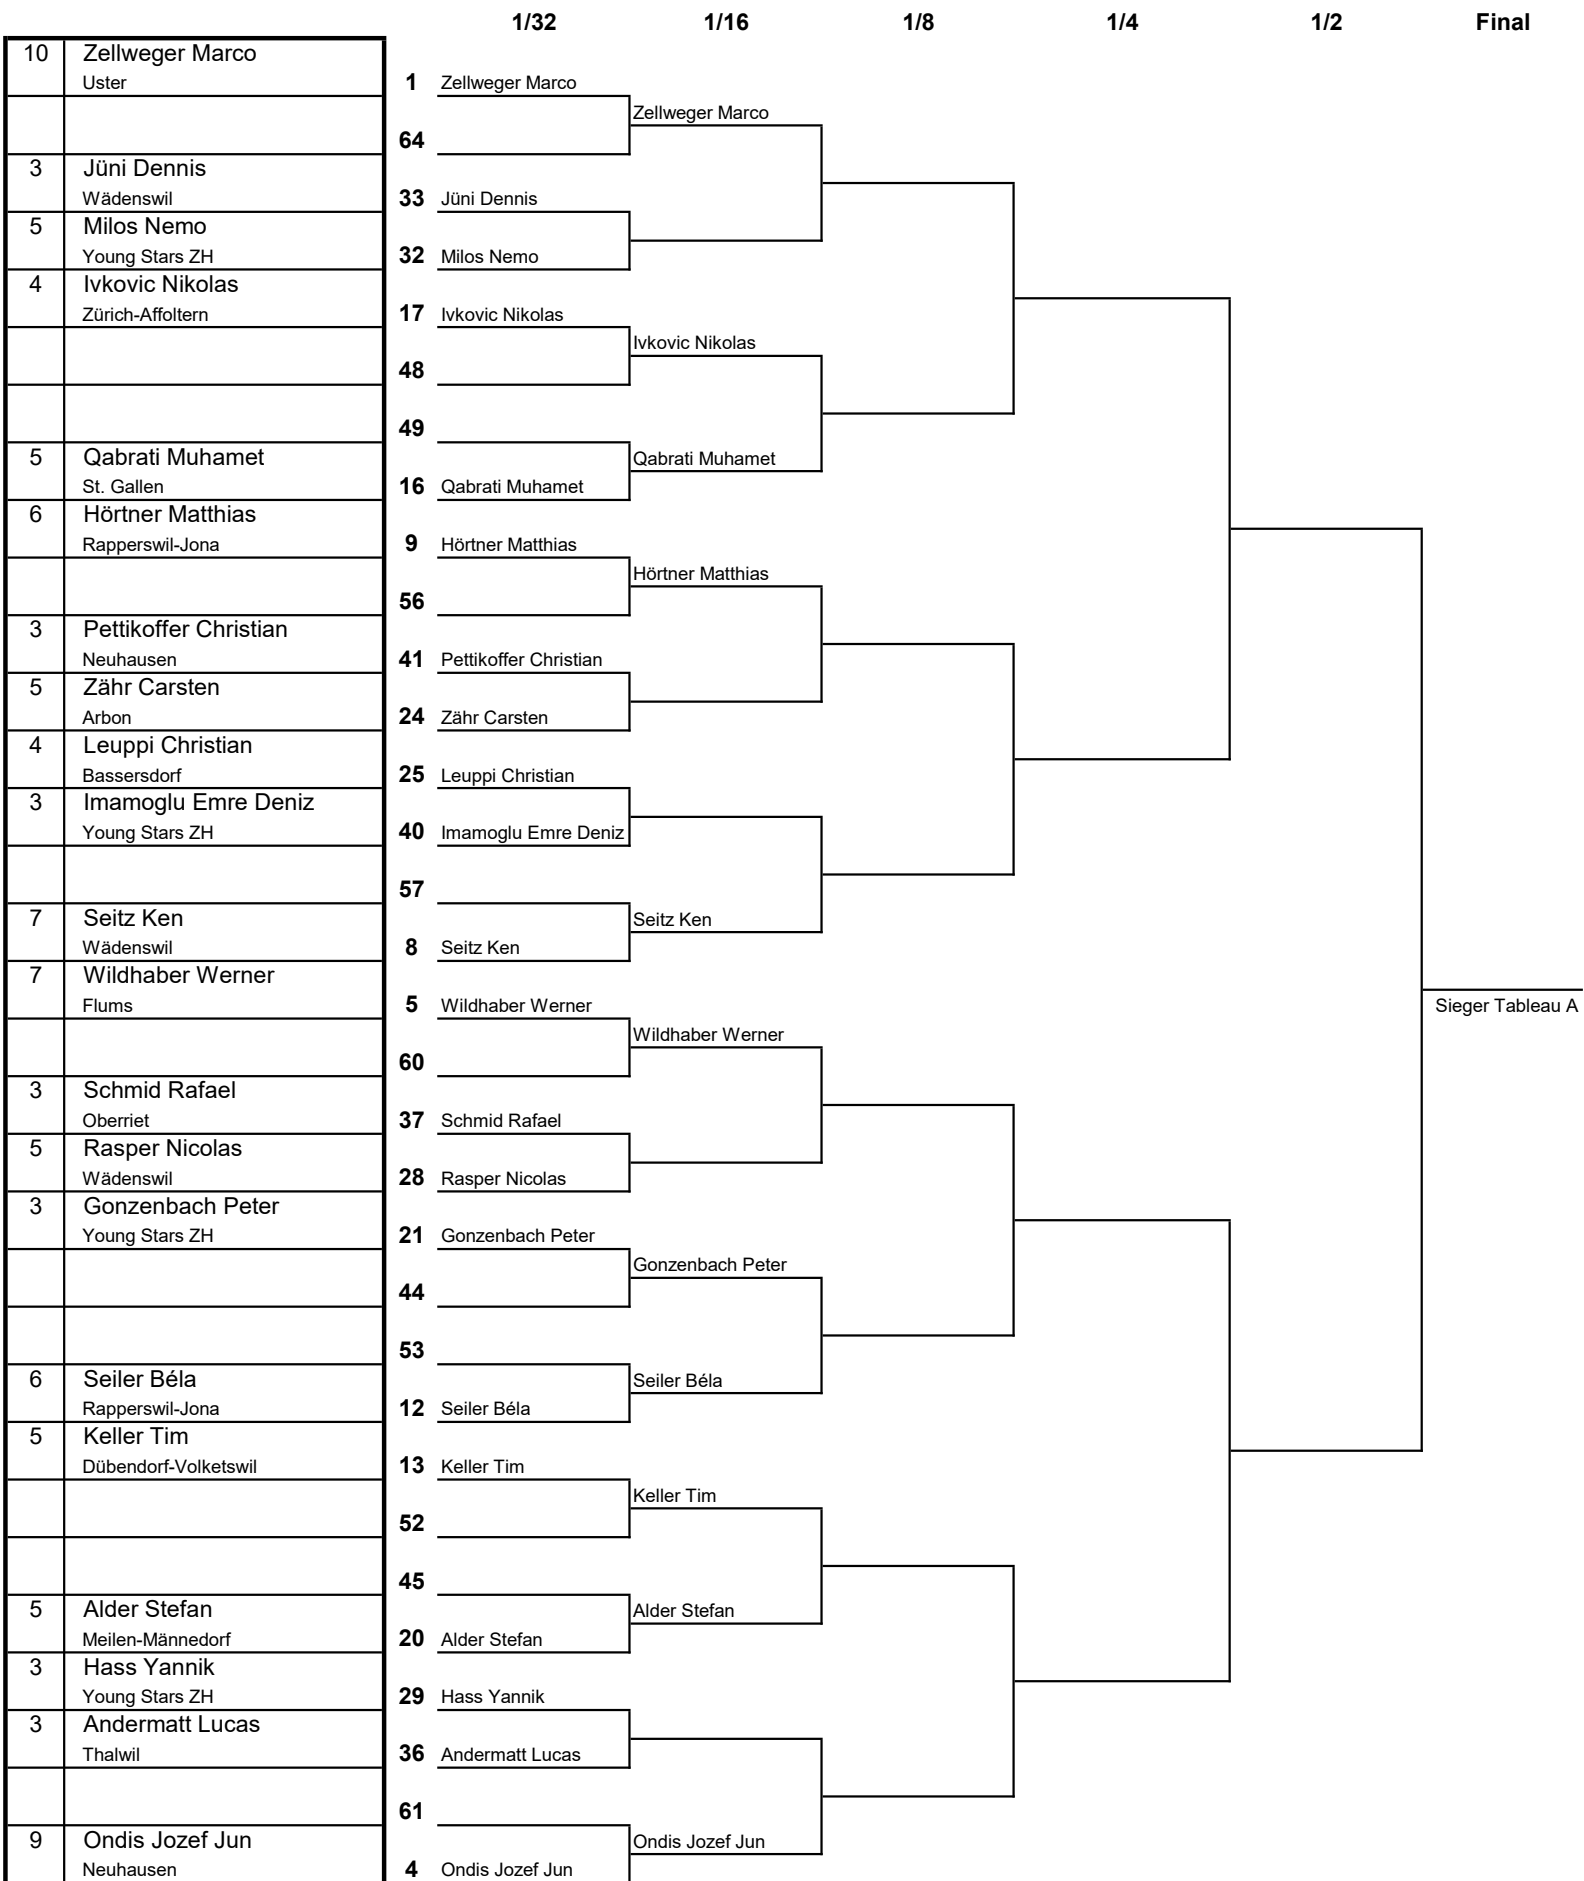 1/32 1/16 1/8 1/4 1/2 Final
10 Zellweger Marco
Uster 1 Zellweger Marco
Zellweger Marco
64
3 Jüni Dennis
Wädenswil 33 Jüni Dennis
5 Milos Nemo
Young Stars ZH 32 Milos Nemo
4 Ivkovic Nikolas
Zürich-Affoltern 17 Ivkovic Nikolas
Ivkovic Nikolas
48
49
5 Qabrati Muhamet Qabrati Muhamet
St. Gallen 16 Qabrati Muhamet
6 Hörtner Matthias
Rapperswil-Jona 9 Hörtner Matthias
Hörtner Matthias
56
3 Pettikoffer Christian
Neuhausen 41 Pettikoffer Christian
5 Zähr Carsten
Arbon 24 Zähr Carsten
4 Leuppi Christian
Bassersdorf 25 Leuppi Christian
3 Imamoglu Emre Deniz
Young Stars ZH 40 Imamoglu Emre Deniz
57
7 Seitz Ken Seitz Ken
Wädenswil 8 Seitz Ken
7 Wildhaber Werner
Flums 5 Wildhaber Werner Sieger Tableau A
Wildhaber Werner
60
3 Schmid Rafael
Oberriet 37 Schmid Rafael
5 Rasper Nicolas
Wädenswil 28 Rasper Nicolas
3 Gonzenbach Peter
Young Stars ZH 21 Gonzenbach Peter
Gonzenbach Peter
44
53
6 Seiler Béla Seiler Béla
Rapperswil-Jona 12 Seiler Béla
5 Keller Tim
Dübendorf-Volketswil 13 Keller Tim
Keller Tim
52
45
5 Alder Stefan Alder Stefan
Meilen-Männedorf 20 Alder Stefan
3 Hass Yannik
Young Stars ZH 29 Hass Yannik
3 Andermatt Lucas
Thalwil 36 Andermatt Lucas
61
9 Ondis Jozef Jun Ondis Jozef Jun
Neuhausen 4 Ondis Jozef Jun